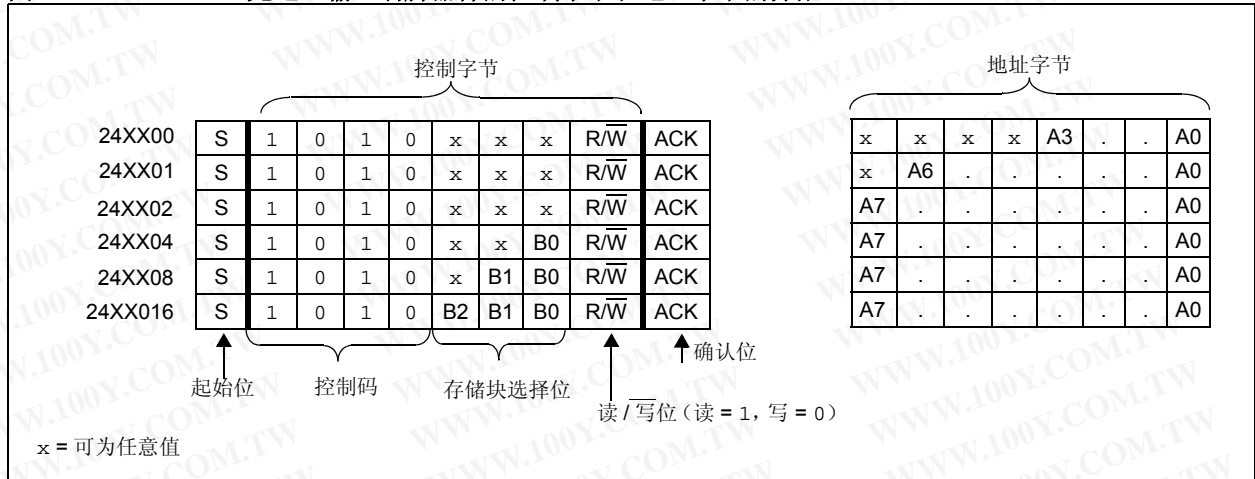 控制字节 地址字节
24XX00 S 1 0 1 0 x x x R/W ACK x x x x A3 . . A0
24XX01 S 1 0 1 0 x x x R/W ACK x A6 . . . . . A0
24XX02 S 1 0 1 0 x x x R/W ACK A7 . . . . . . A0
24XX04 S 1 0 1 0 x x B0 R/W ACK A7 . . . . . . A0
24XX08 S 1 0 1 0 x B1 B0 R/W ACK A7 . . . . . . A0
24XX016 S 1 0 1 0 B2 B1 B0 R/W ACK A7 . . . . . . A0
确认位
起始位 控制码 存储块选择位
读 / 写位（读 = 1，写 = 0）
x = 可为任意值
WWW.100Y.COM.TW